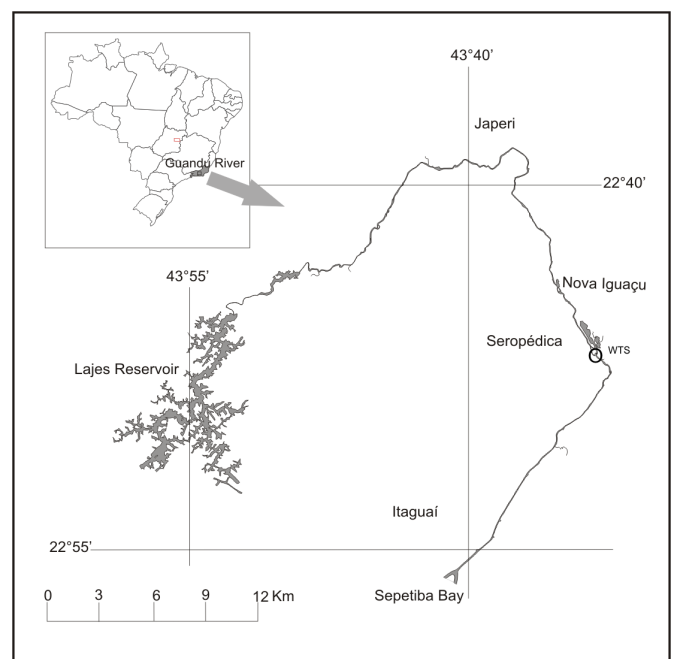 43°40'
Japeri
Guandu River
22°40'
43°55'
Nova Iguaçu
Seropédica
WTS
Lajes Reservoir
Itaguaí
22°55'
Sepetiba Bay
0 3 6 9 12 Km